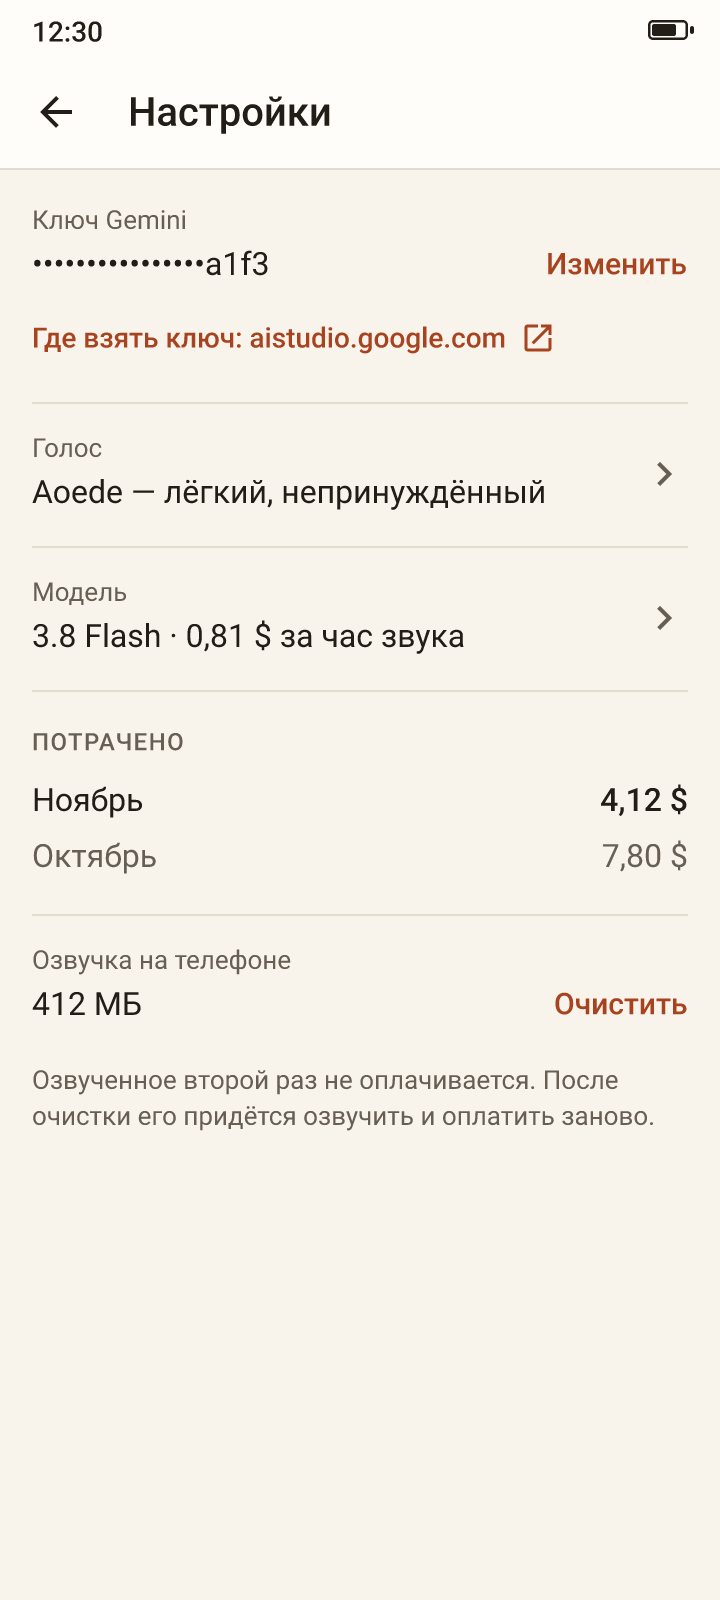 12:30
Настройки
Ключ Gemini
••••••••••••••••a1f3
Изменить
Где взять ключ: aistudio.google.com
Голос
Aoede — лёгкий, непринуждённый
Модель
3.8 Flash · 0,81 $ за час звука
ПОТРАЧЕНО
Ноябрь 4,12 $
Октябрь 7,80 $
Озвучка на телефоне
412 МБ
Очистить
Озвученное второй раз не оплачивается. После
очистки его придётся озвучить и оплатить заново.